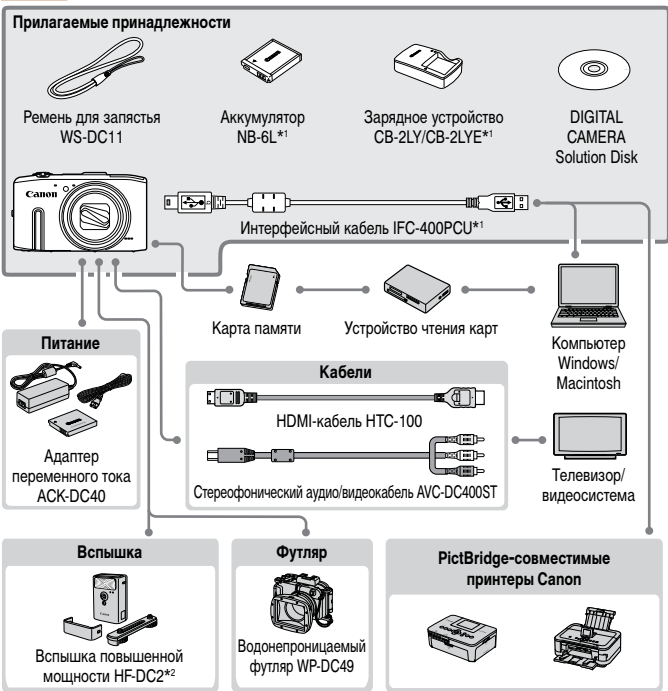 Прилагаемые принадлежности
Ремень для запястья
WS-DC11
Аккумулятор
NB-6L*1
Зарядное устройство
CB-2LY/CB-2LYE*1
DIGITAL
CAMERA
Solution Disk
Canon
Интерфейсный кабель IFC-400PCU*1
Карта памяти
Устройство чтения карт
Компьютер
Windows/
Macintosh
Питание
Адаптер
переменного тока
ACK-DC40
Кабели
HDMI-кабель HTC-100
Стереофонический аудио/видеокабель AVC-DC400ST
Телевизор/
видеосистема
Вспышка
Вспышка повышенной
мощности HF-DC2*2
Футляр
Водонепроницаемый
футляр WP-DC49
PictBridge-совместимые
принтеры Canon